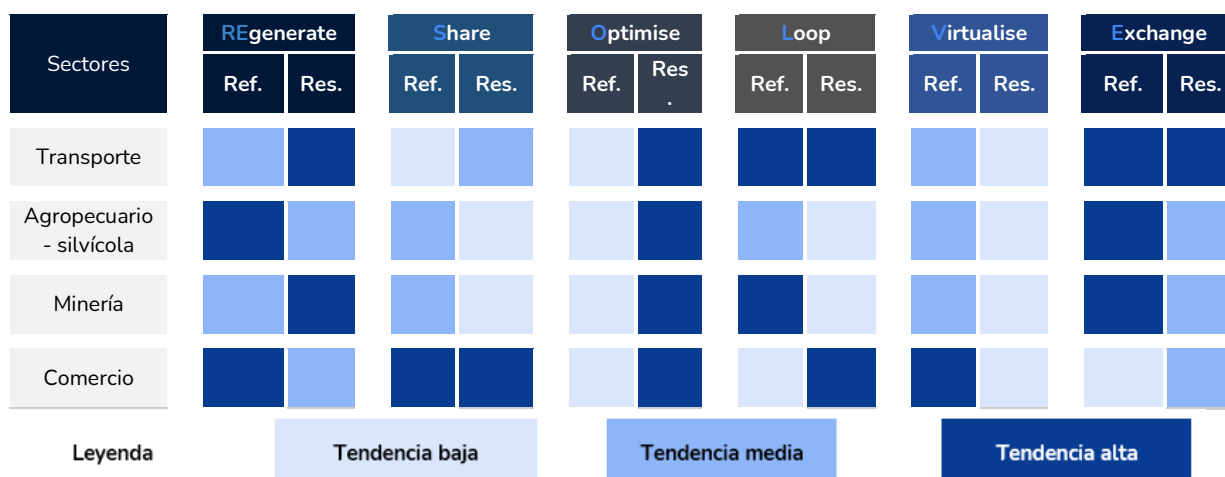 Sectores
REgenerate
Share
Optimise
Loop
Virtualise
Exchange
Ref.
Res.
Ref.
Res.
Ref.
Res
.
Ref.
Res.
Ref.
Res.
Ref.
Res.
Transporte
Agropecuario
- silvícola
Minería
Comercio
Leyenda
Tendencia baja
Tendencia media
Tendencia alta